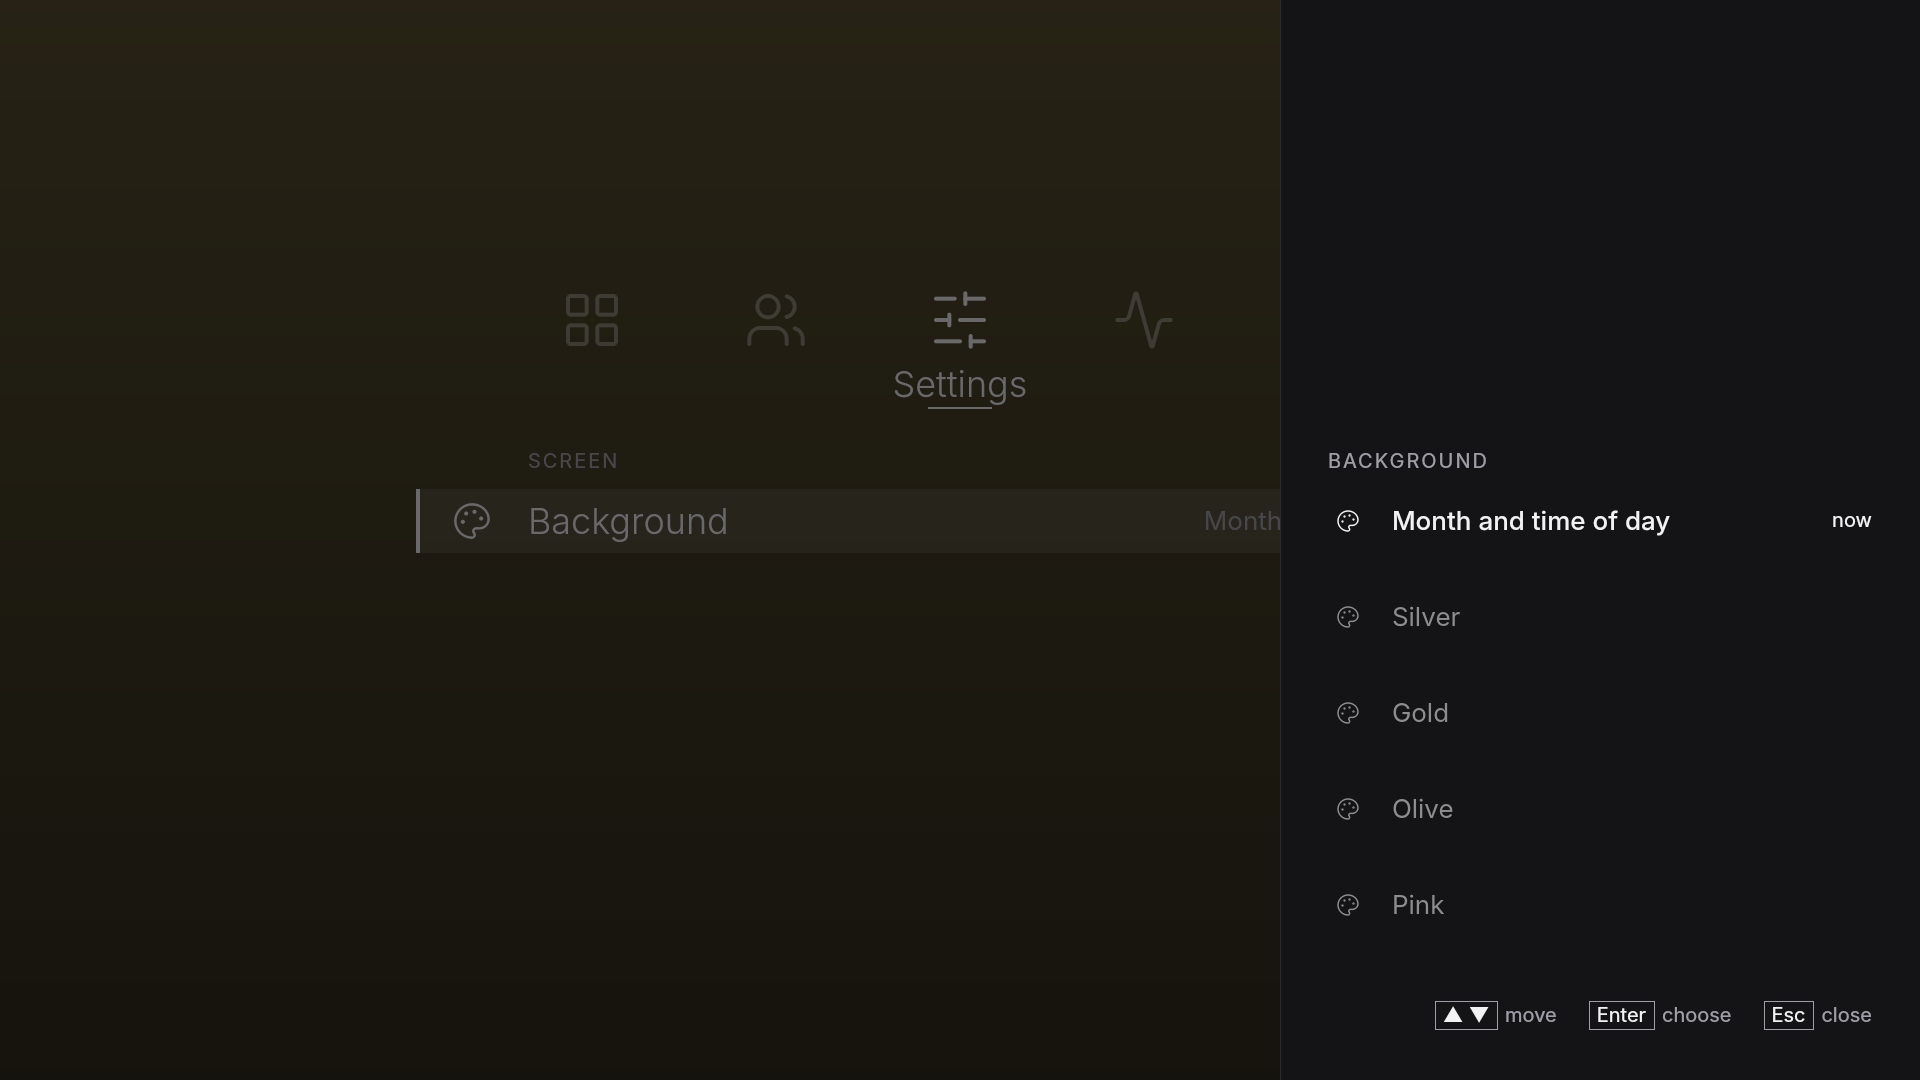 Settings
SCREEN
Background Month
BACKGROUND
Month and time of day now
Silver
Gold
Olive
Pink
▲▼ move Enter choose Esc close